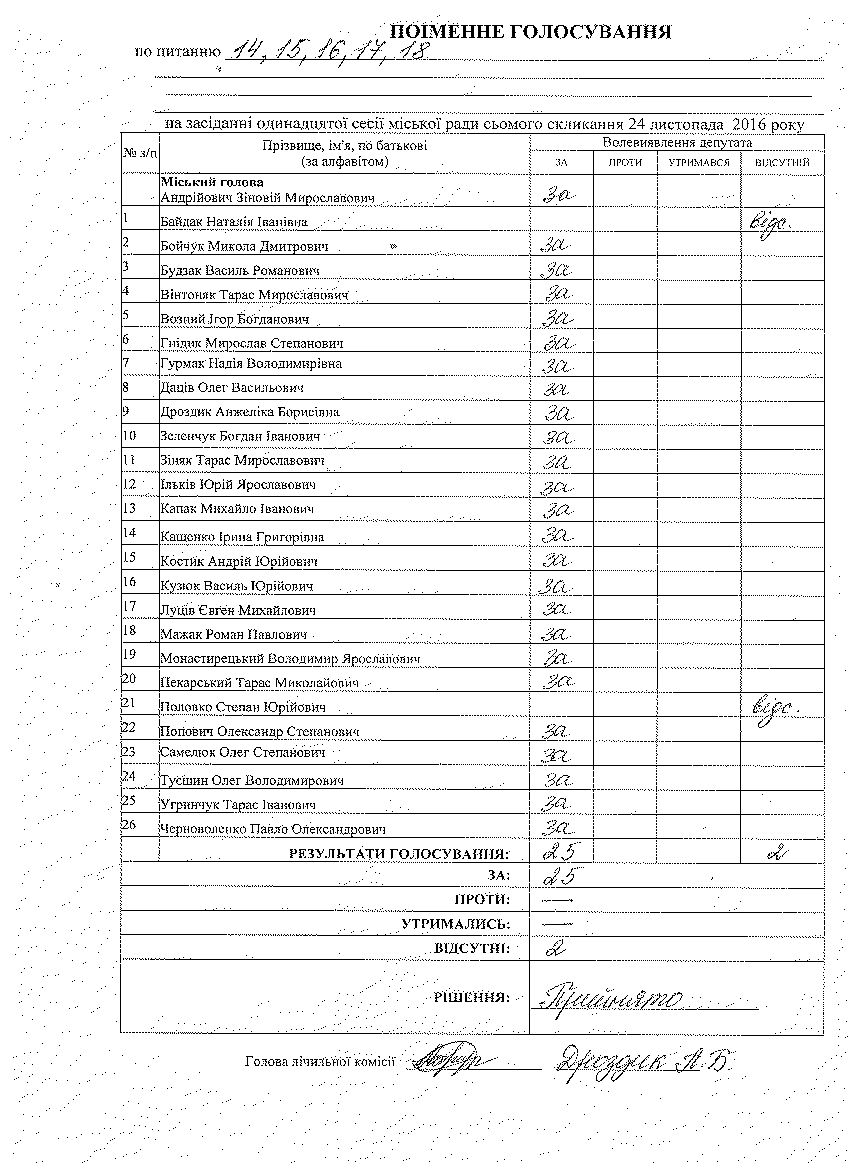 ПОІМЕННЕ ГОЛОСУВАННЯ
по питанню 14, 15, 16, 17, 18
на засіданні одинадцятої сесії міської ради сьомого скликання 24 листопада 2016 року
№ з/п Прізвище, ім'я, по батькові (за алфавітом) Волевиявлення депутата
ЗА ПРОТИ УТРИМАВСЯ ВІДСУТНІЙ
Міський голова
Андрійович Зіновій Мирославович за
1 Байдак Наталія Іванівна відс.
2 Бойчук Микола Дмитрович за
3 Будзак Василь Романович за
4 Вінтоняк Тарас Мирославович за
5 Возний Ігор Богданович за
6 Гнідик Мирослав Степанович за
7 Гурмак Надія Володимирівна за
8 Даців Олег Васильович за
9 Дроздик Анжеліка Борисівна за
10 Зеленчук Богдан Іванович за
11 Зіняк Тарас Мирославович за
12 Ільків Юрій Ярославович за
13 Капак Михайло Іванович за
14 Кащенко Ірина Григорівна за
15 Костик Андрій Юрійович за
16 Кузюк Василь Юрійович за
17 Луців Євген Михайлович за
18 Мажак Роман Павлович за
19 Монастирецький Володимир Ярославович за
20 Пекарський Тарас Миколайович за
21 Половко Степан Юрійович відс.
22 Попович Олександр Степанович за
23 Самелюк Олег Степанович за
24 Туєшин Олег Володимирович за
25 Угринчук Тарас Іванович за
26 Черноволенко Павло Олександрович за
РЕЗУЛЬТАТИ ГОЛОСУВАННЯ: 25 2
ЗА: 25
ПРОТИ: —
УТРИМАЛИСЬ: —
ВІДСУТНІ: 2
РІШЕННЯ: Прийнято
Голова лічильної комісії Дроздик А.Б.